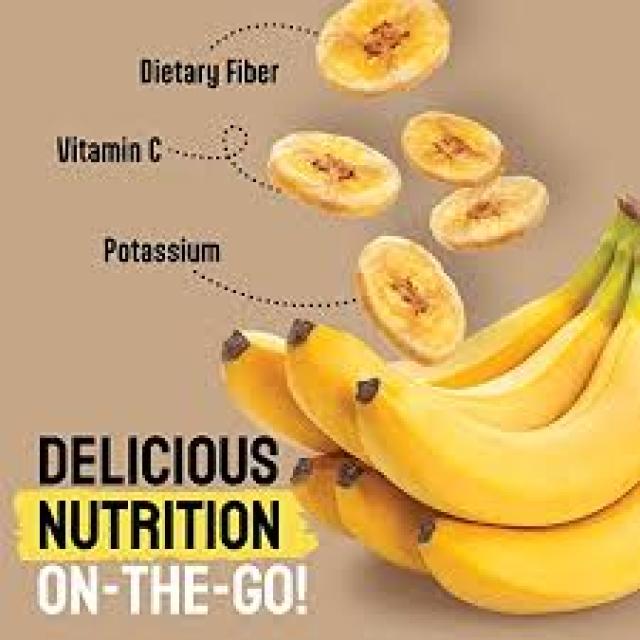 Dietary Fiber
Vitamin C
Potassium
DELICIOUS
NUTRITION
ON-THE-GO!